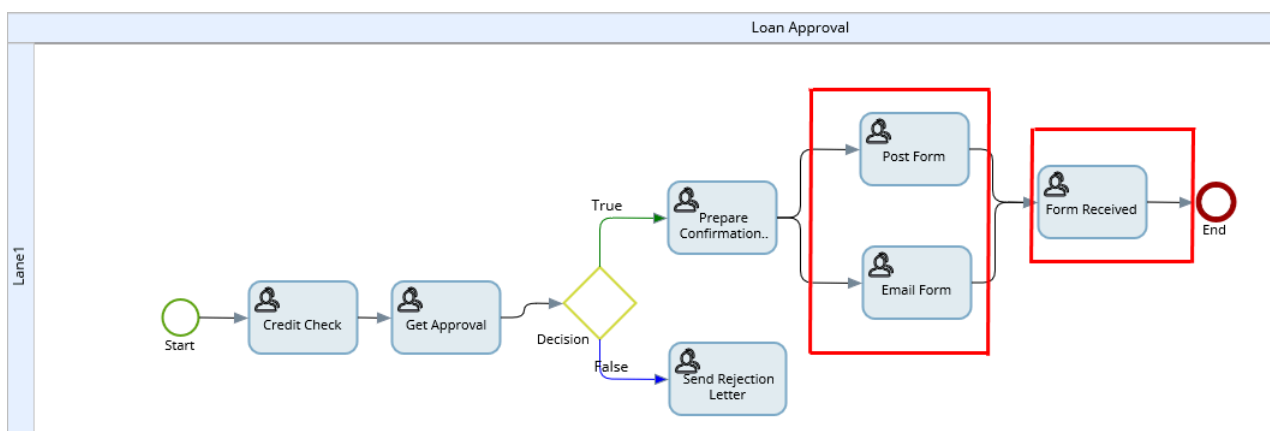 Loan Approval
Lane1
Start
Credit Check
Get Approval
Decision
True
False
Prepare
Confirmation..
Send Rejection
Letter
Post Form
Email Form
Form Received
End